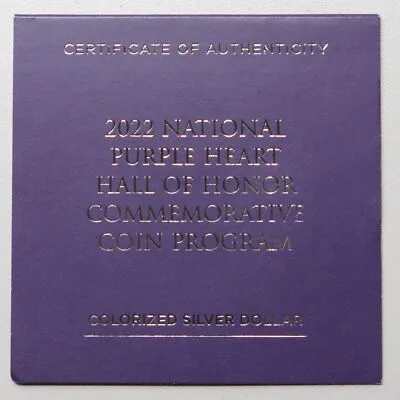 CERTIFICATE OF AUTHENTICITY
2022 NATIONAL
PURPLE HEART
HALL OF HONOR
COMMEMORATIVE
COIN PROGRAM
COLORIZED SILVER DOLLAR